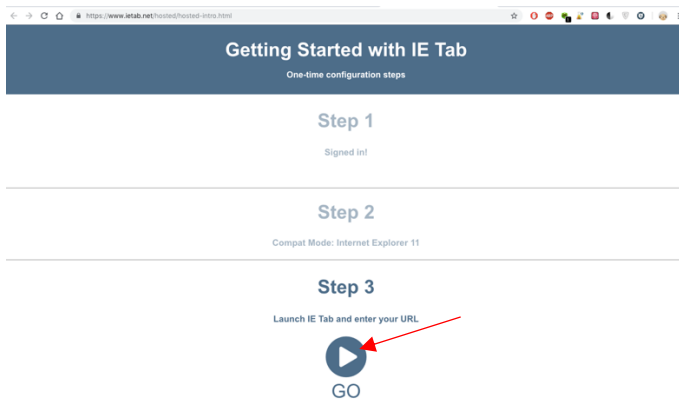 https://www.ietab.net/hosted/hosted-intro.html
Getting Started with IE Tab
One-time configuration steps
Step 1
Signed in!
Step 2
Compat Mode: Internet Explorer 11
Step 3
Launch IE Tab and enter your URL
GO